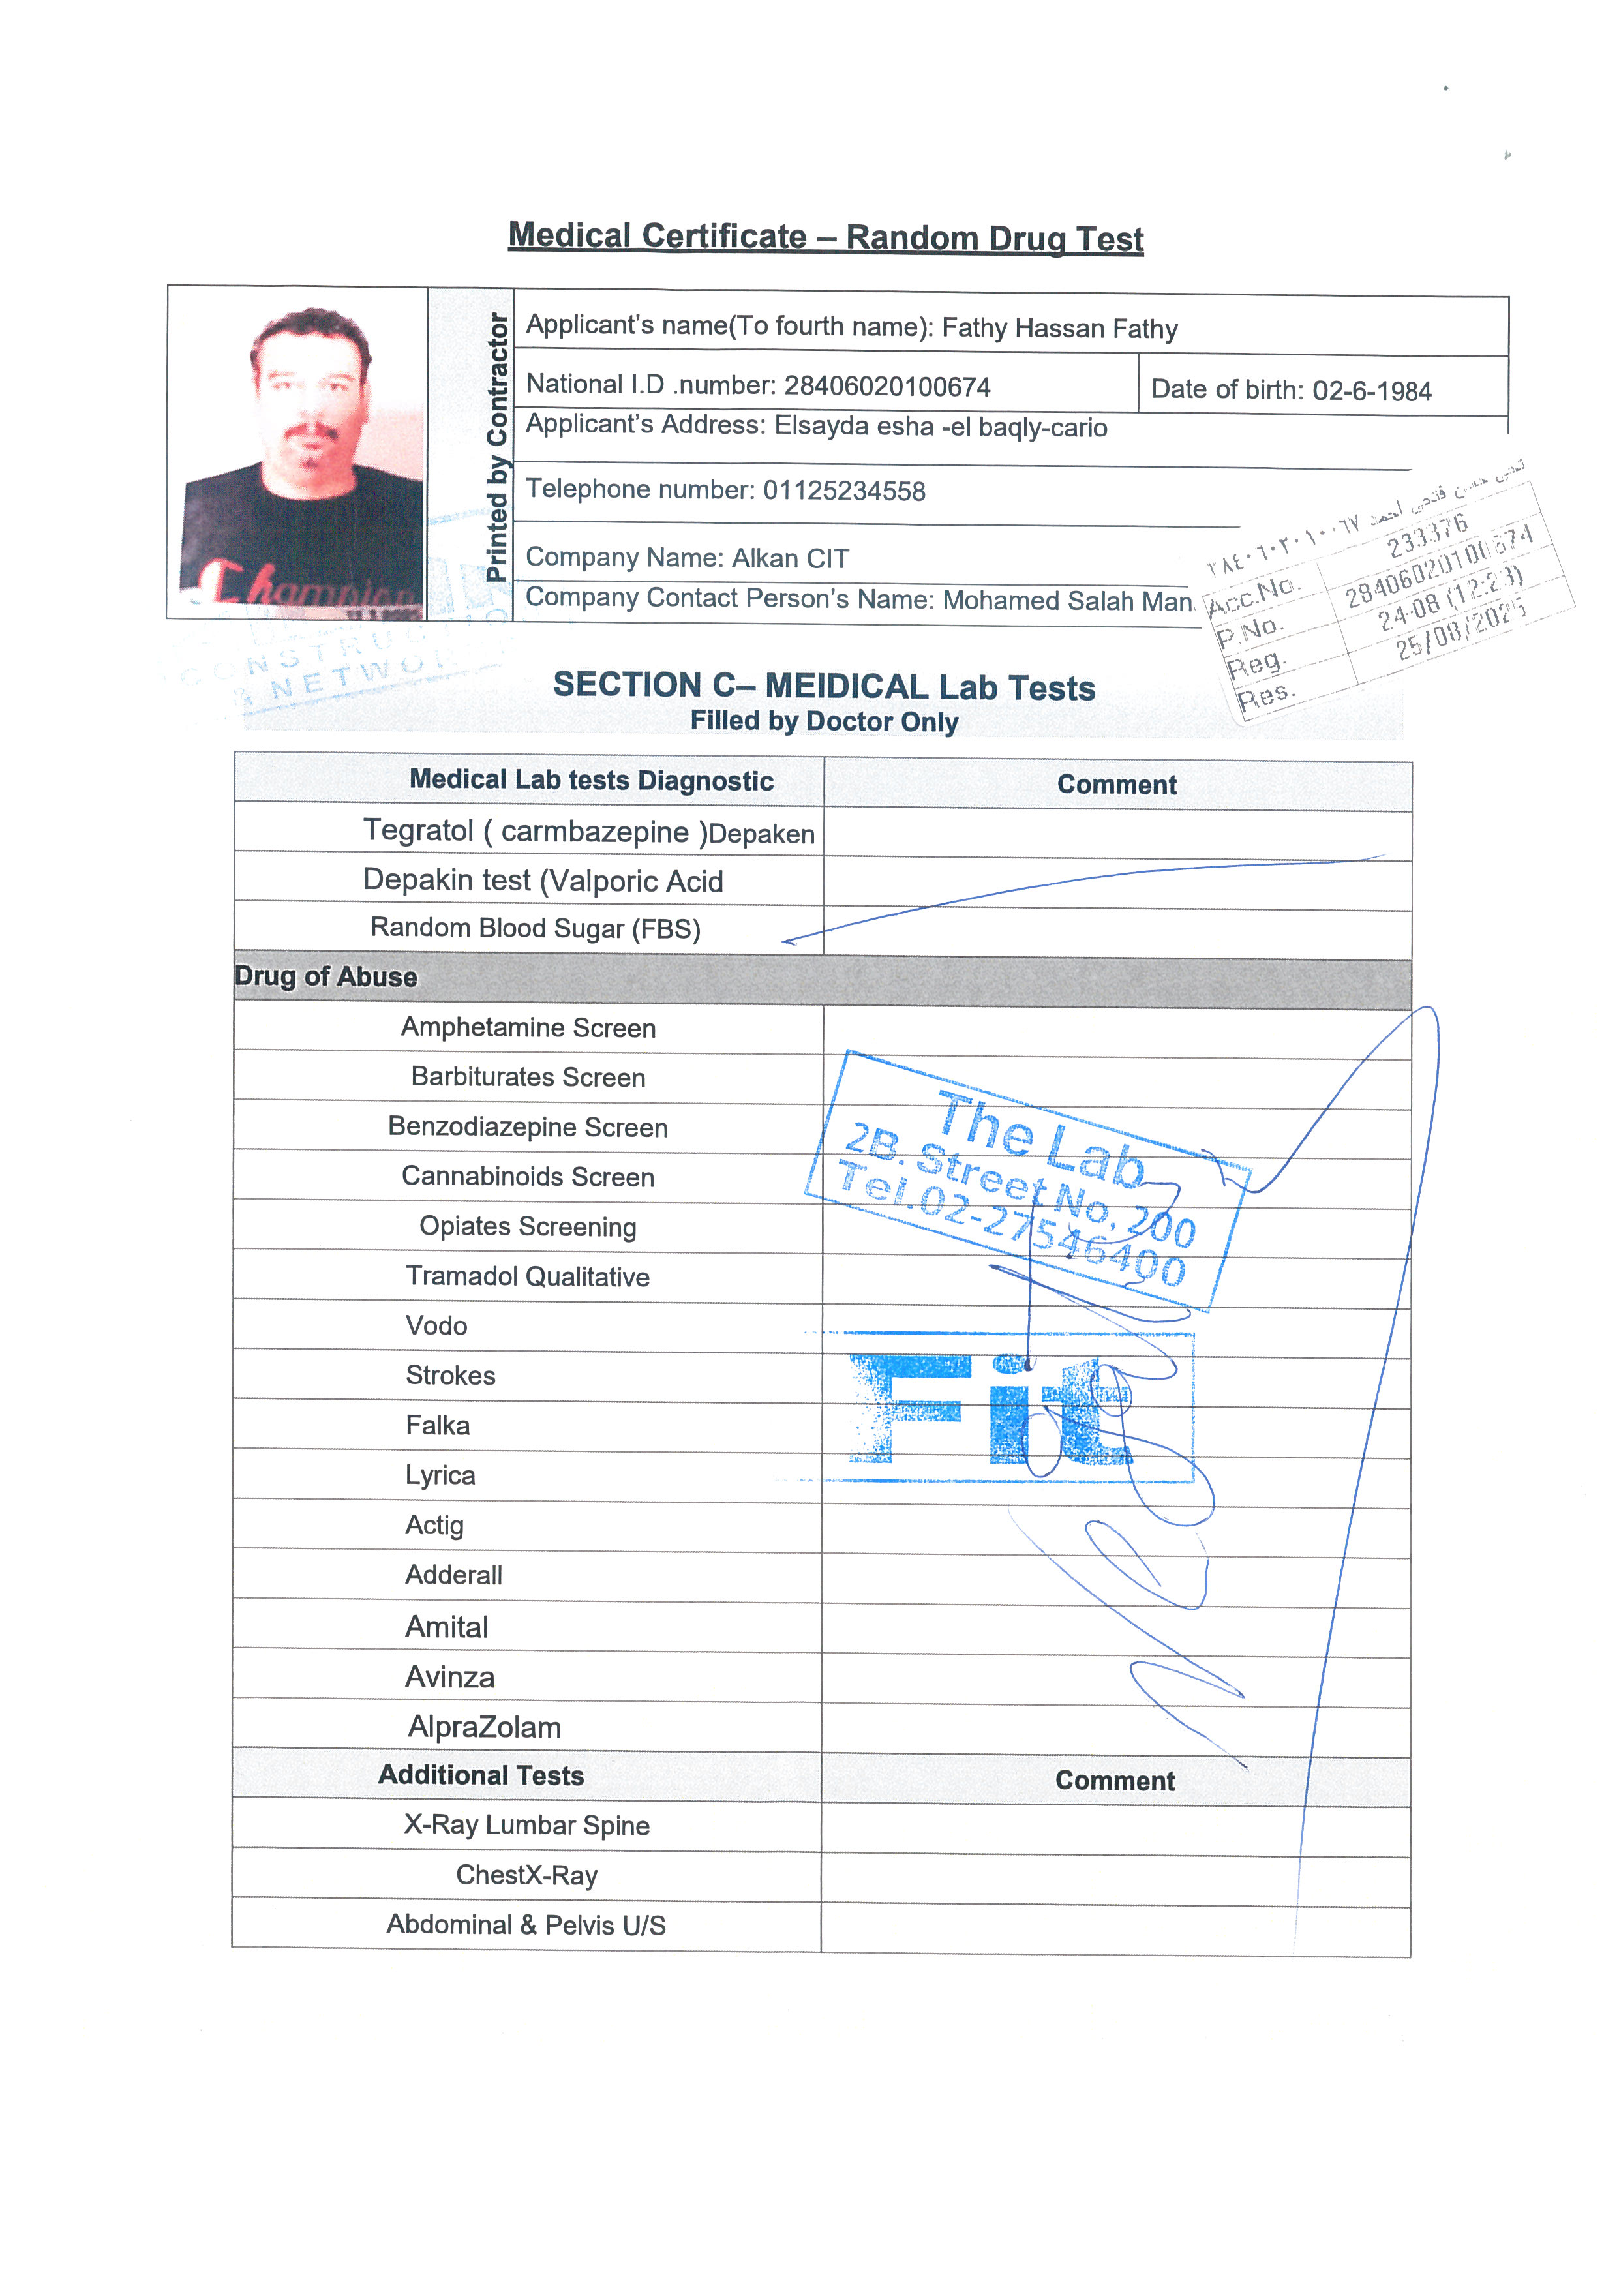 Medical Certificate – Random Drug Test
Printed by Contractor
Applicant's name(To fourth name): Fathy Hassan Fathy
National I.D .number: 28406020100674
Date of birth: 02-6-1984
Applicant's Address: Elsayda esha -el baqly-cario
Telephone number: 01125234558
Company Name: Alkan CIT
Company Contact Person's Name: Mohamed Salah Man
حسن فتحي احمد
Acc.No. 233376
P.No. 28406020100674
Reg. 24-08 (12:23)
Res. 25/08/2025
Champion
CONSTRU
& NETWOR
SECTION C– MEIDICAL Lab Tests
Filled by Doctor Only
Medical Lab tests Diagnostic
Comment
Tegratol ( carmbazepine )Depaken
Depakin test (Valporic Acid
Random Blood Sugar (FBS)
Drug of Abuse
Amphetamine Screen
Barbiturates Screen
Benzodiazepine Screen
Cannabinoids Screen
Opiates Screening
Tramadol Qualitative
Vodo
Strokes
Falka
Lyrica
Actig
Adderall
Amital
Avinza
AlpraZolam
The Lab
2B. Street No, 200
Tel.02-27546400
Fit
Additional Tests
Comment
X-Ray Lumbar Spine
ChestX-Ray
Abdominal & Pelvis U/S